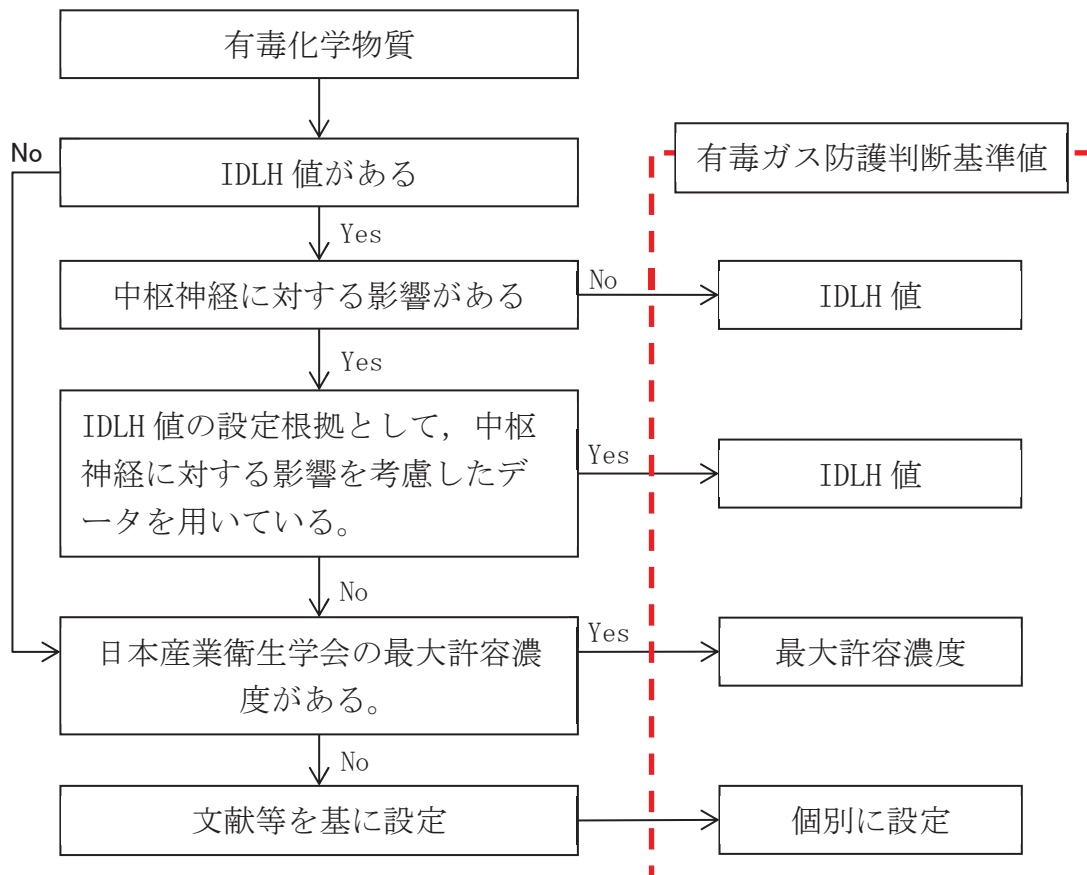 有毒化学物質
No
IDLH 値がある
有毒ガス防護判断基準値
Yes
中枢神経に対する影響がある
No
IDLH 値
Yes
IDLH 値の設定根拠として，中枢
神経に対する影響を考慮したデ
ータを用いている。
Yes
IDLH 値
No
日本産業衛生学会の最大許容濃
度がある。
Yes
最大許容濃度
No
文献等を基に設定
個別に設定